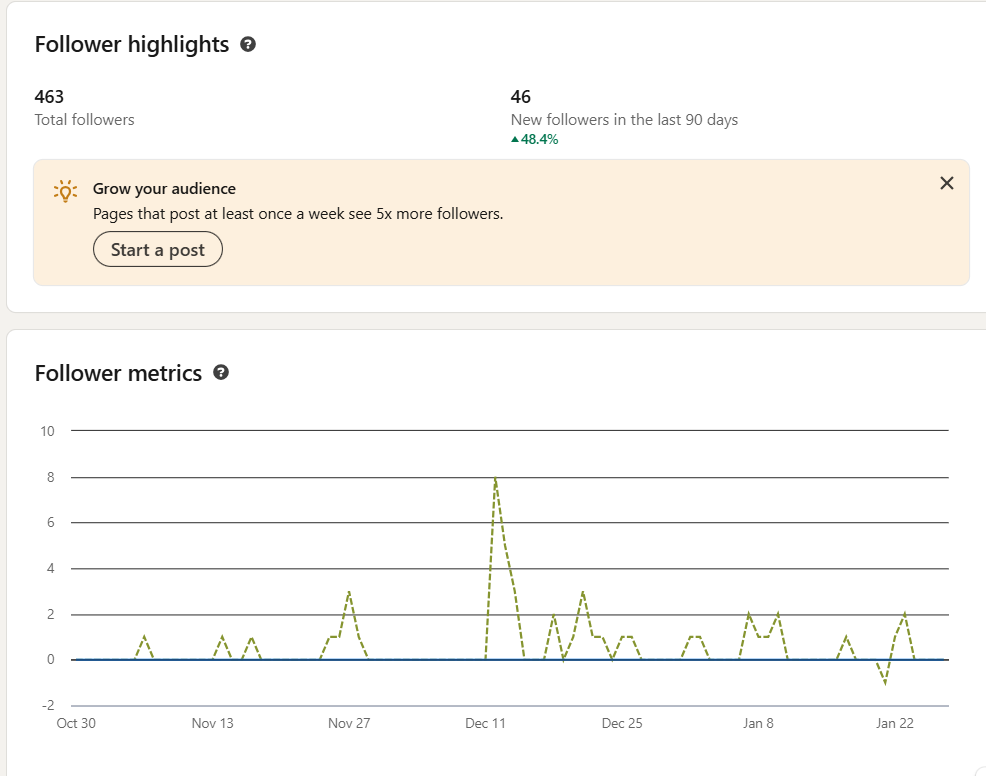 Follower highlights ?
463
Total followers
46
New followers in the last 90 days
▲48.4%
Grow your audience
Pages that post at least once a week see 5x more followers.
Start a post
Follower metrics ?
10
8
6
4
2
0
-2
Oct 30 Nov 13 Nov 27 Dec 11 Dec 25 Jan 8 Jan 22